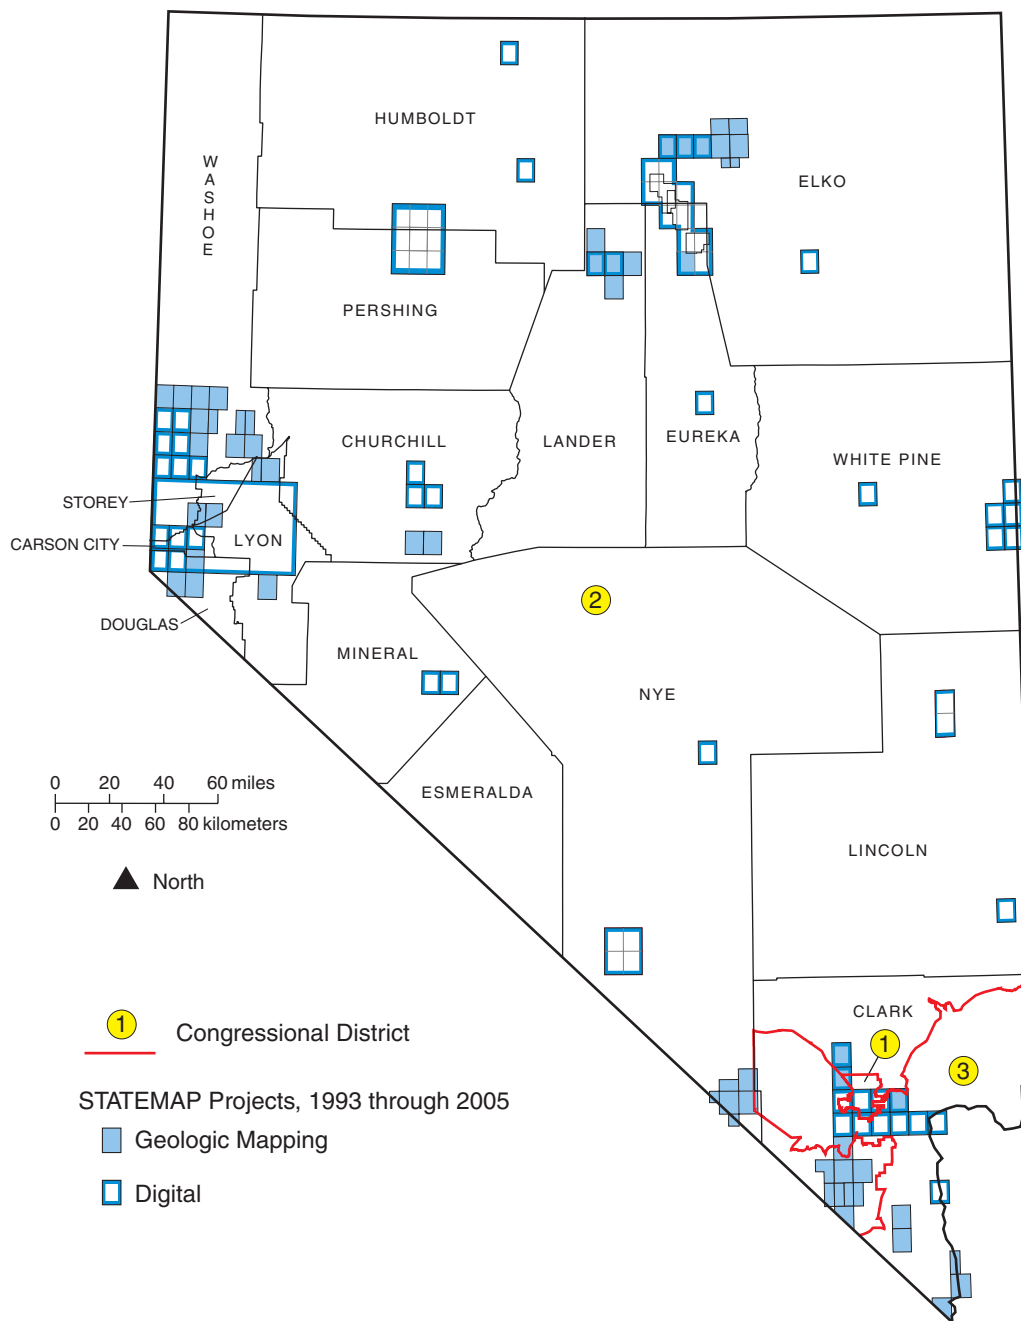 HUMBOLDT
WASHOE
ELKO
PERSHING
CHURCHILL
LANDER
EUREKA
WHITE PINE
STOREY
CARSON CITY
LYON
DOUGLAS
2
MINERAL
NYE
0 20 40 60 miles
0 20 40 60 80 kilometers
ESMERALDA
LINCOLN
North
CLARK
1
3
1 Congressional District
STATEMAP Projects, 1993 through 2005
Geologic Mapping
Digital